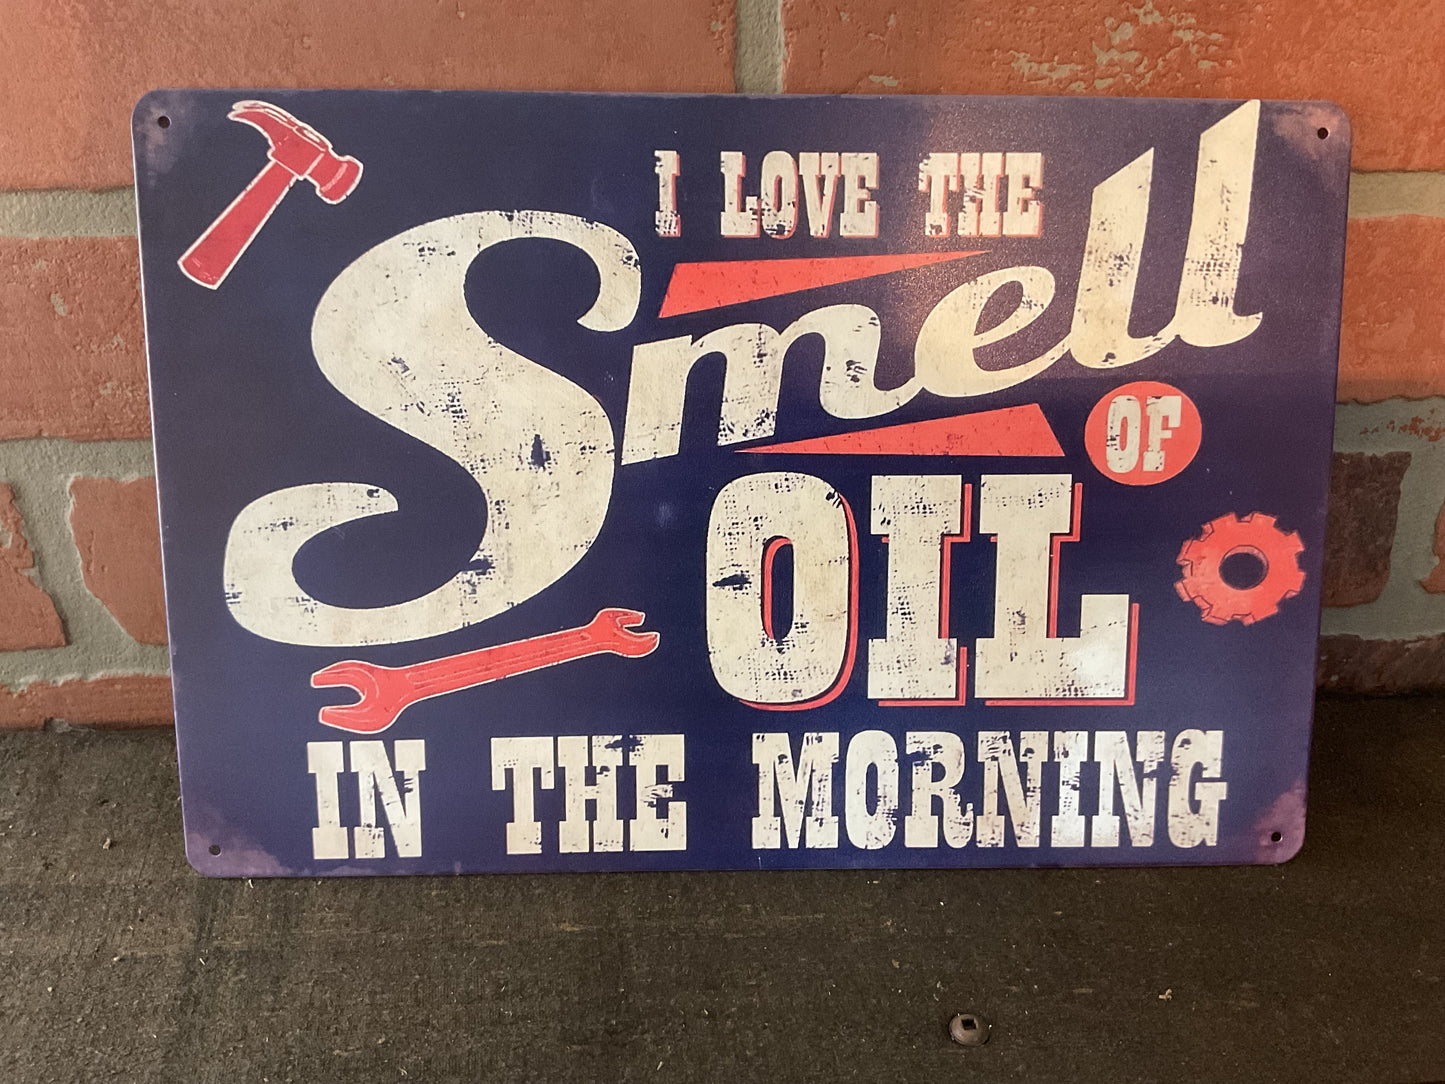 I LOVE THE
Smell
OF
OIL
IN THE MORNING